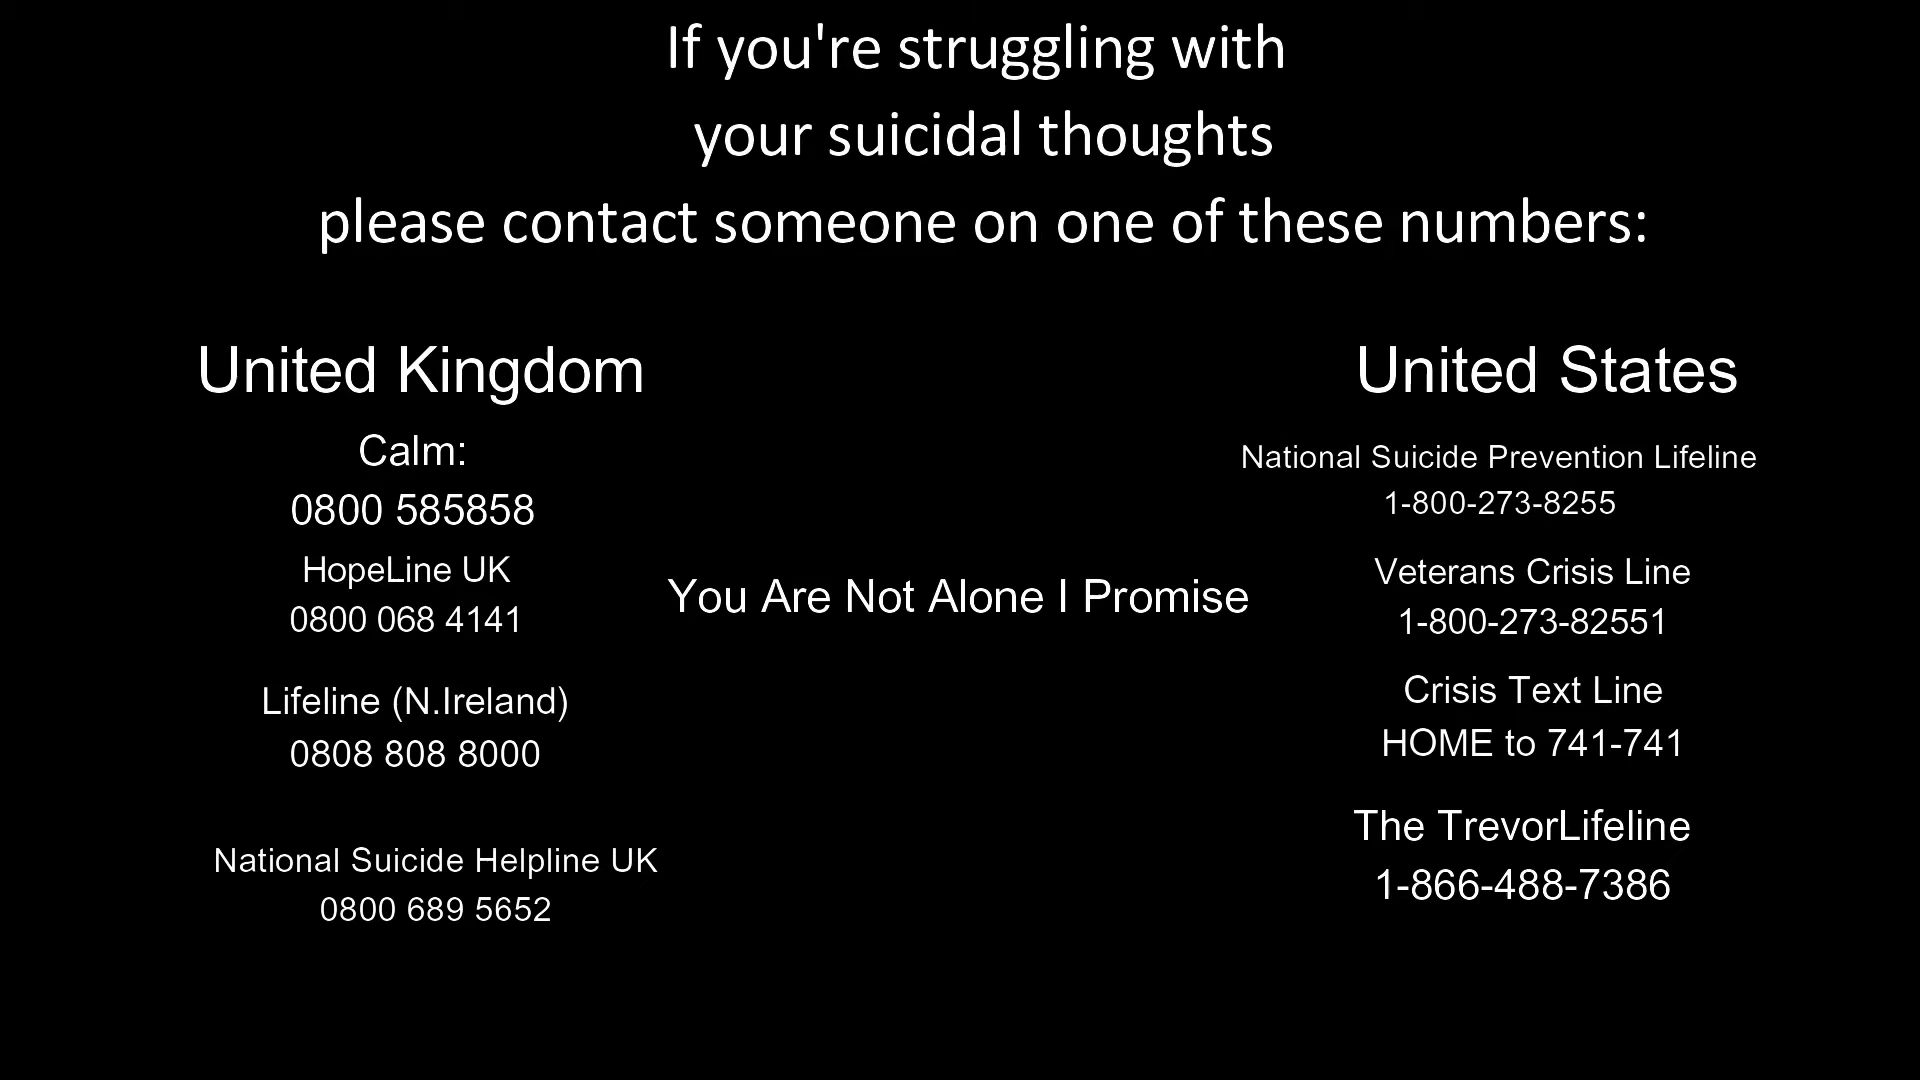 If you're struggling with
your suicidal thoughts
please contact someone on one of these numbers:
United Kingdom
Calm:
0800 585858
HopeLine UK
0800 068 4141
Lifeline (N.Ireland)
0808 808 8000
National Suicide Helpline UK
0800 689 5652
You Are Not Alone I Promise
United States
National Suicide Prevention Lifeline
1-800-273-8255
Veterans Crisis Line
1-800-273-82551
Crisis Text Line
HOME to 741-741
The TrevorLifeline
1-866-488-7386